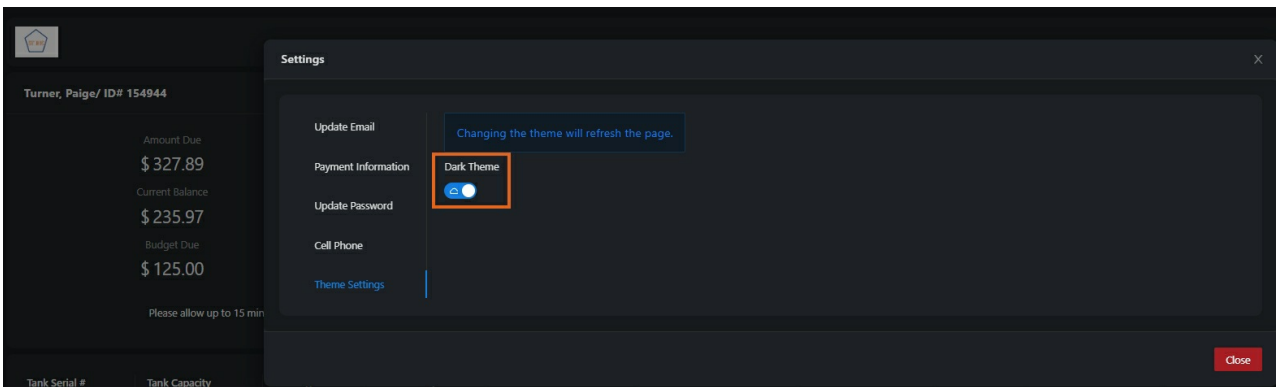 Settings
X
Turner, Paige/ ID# 154944
Amount Due
$ 327.89
Current Balance
$ 235.97
Budget Due
$ 125.00
Please allow up to 15 min
Tank Serial #
Tank Capacity
Update Email
Payment Information
Update Password
Cell Phone
Theme Settings
Changing the theme will refresh the page.
Dark Theme
Close